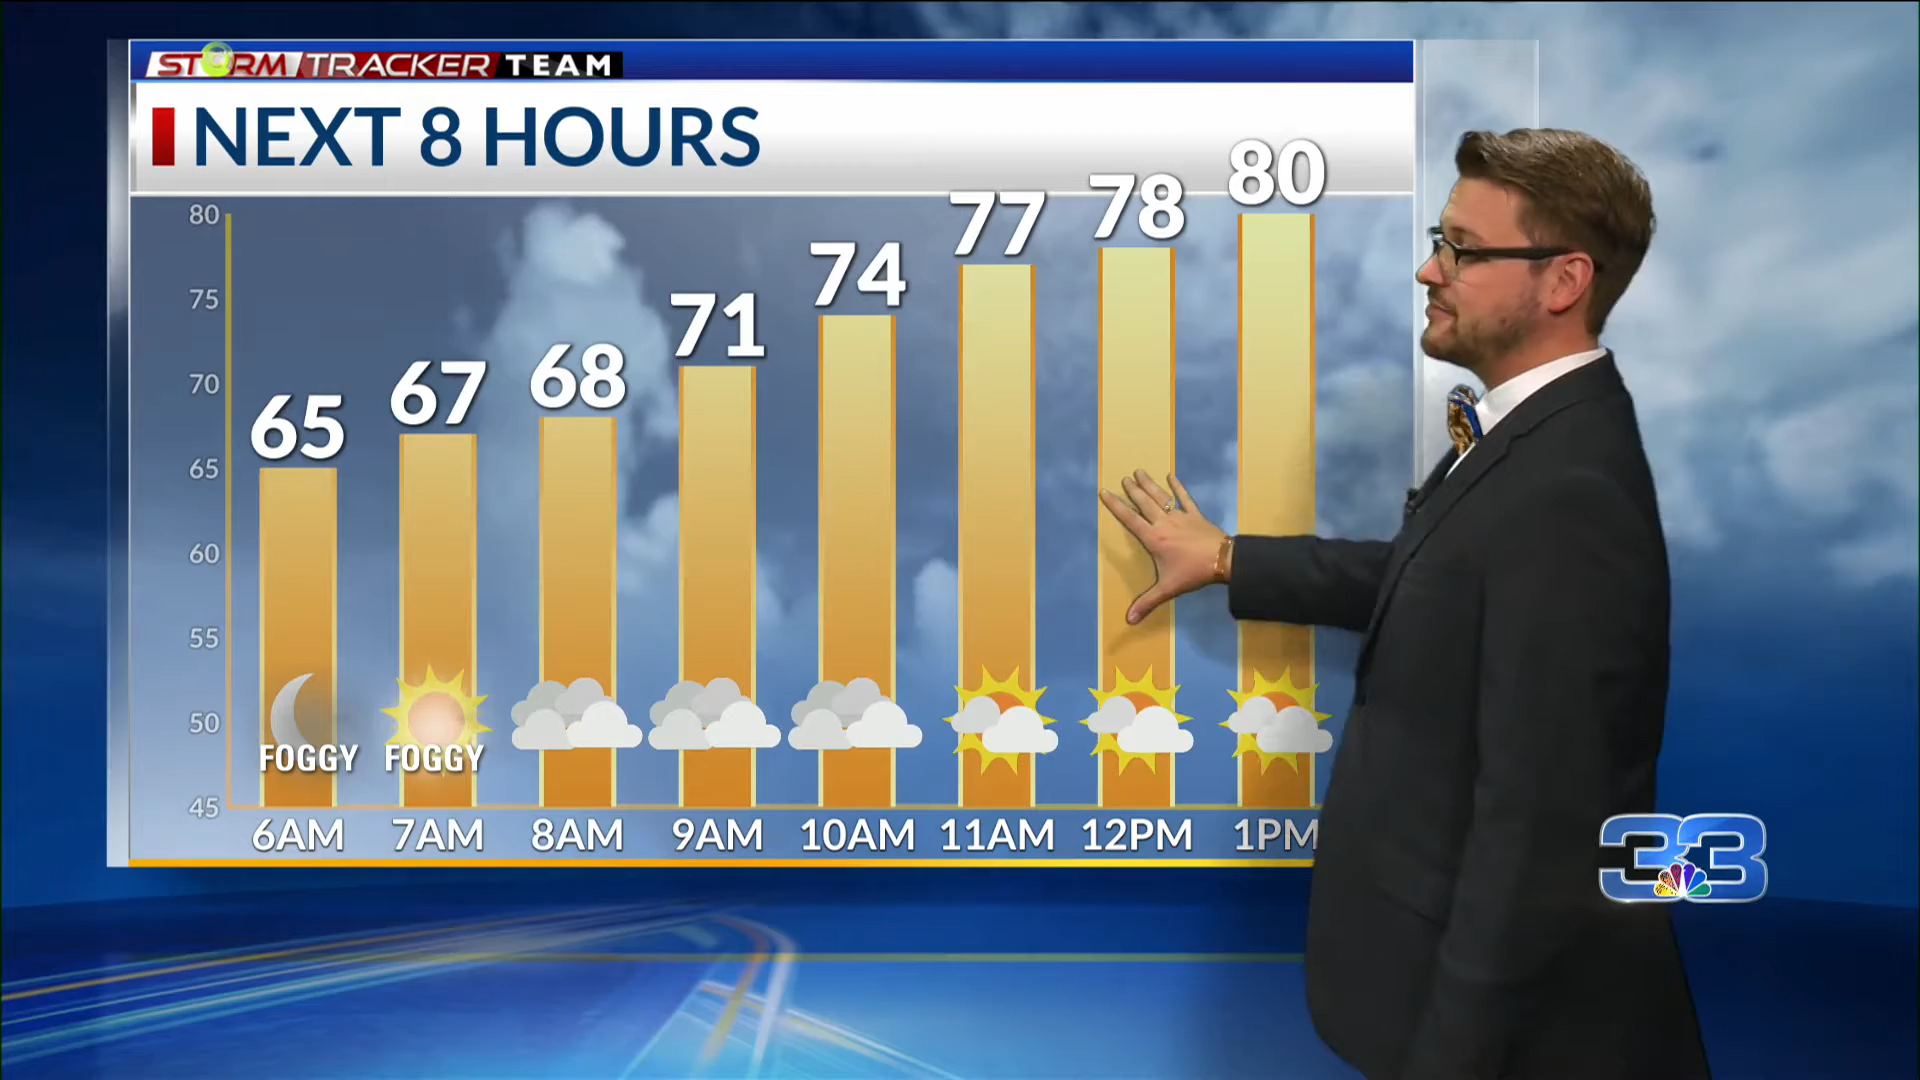 STORM TRACKER TEAM
NEXT 8 HOURS
80
75
70
65
60
55
50
45
65 67 68 71 74 77 78 80
FOGGY FOGGY
6AM 7AM 8AM 9AM 10AM 11AM 12PM 1PM
33